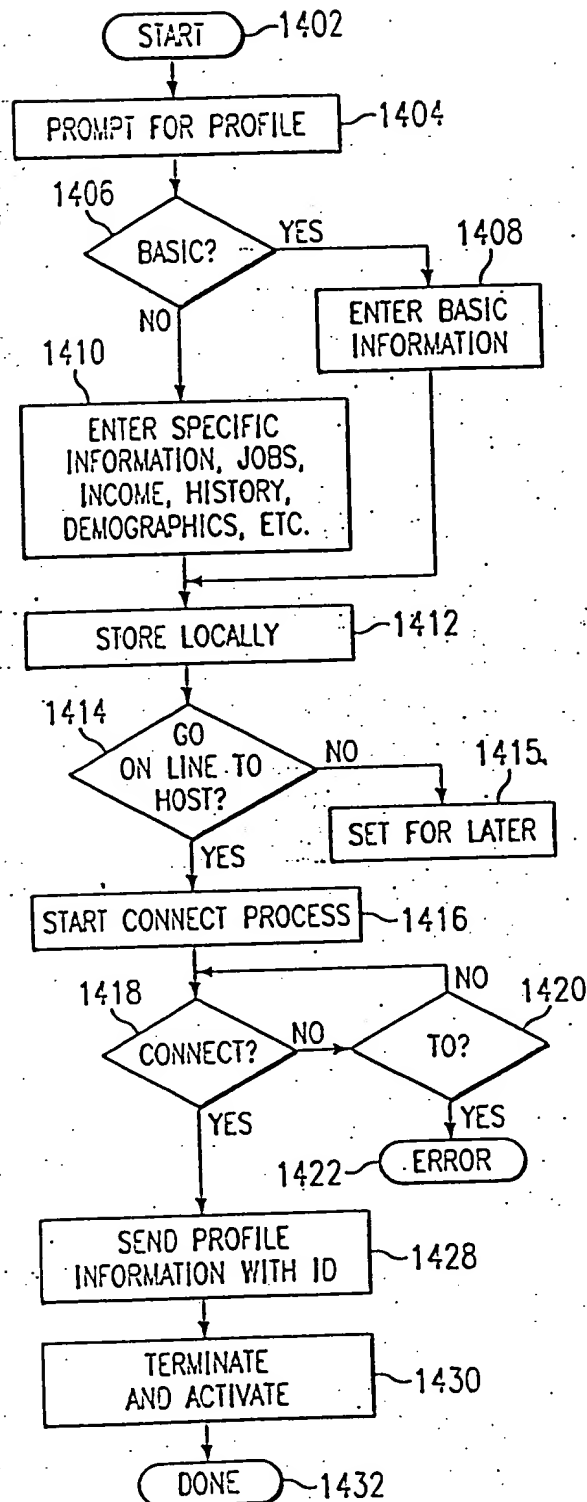 START
1402
PROMPT FOR PROFILE
1404
1406
BASIC?
YES
1408
NO
ENTER BASIC
INFORMATION
1410
ENTER SPECIFIC
INFORMATION, JOBS,
INCOME, HISTORY,
DEMOGRAPHICS, ETC.
STORE LOCALLY
1412
1414
GO
ON LINE TO
HOST?
NO
1415
YES
SET FOR LATER
START CONNECT PROCESS
1416
1418
CONNECT?
NO
NO
1420
TO?
YES
YES
1422
ERROR
SEND PROFILE
INFORMATION WITH ID
1428
TERMINATE
AND ACTIVATE
1430
DONE
1432